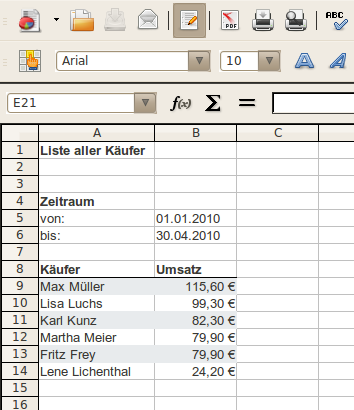 PDF
ABC
Arial 10 A A
E21 f(x) Σ =
A B C
1 Liste aller Käufer
2
3
4 Zeitraum
5 von: 01.01.2010
6 bis: 30.04.2010
7
8 Käufer Umsatz
9 Max Müller 115,60 €
10 Lisa Luchs 99,30 €
11 Karl Kunz 82,30 €
12 Martha Meier 79,90 €
13 Fritz Frey 79,90 €
14 Lene Lichenthal 24,20 €
15
16